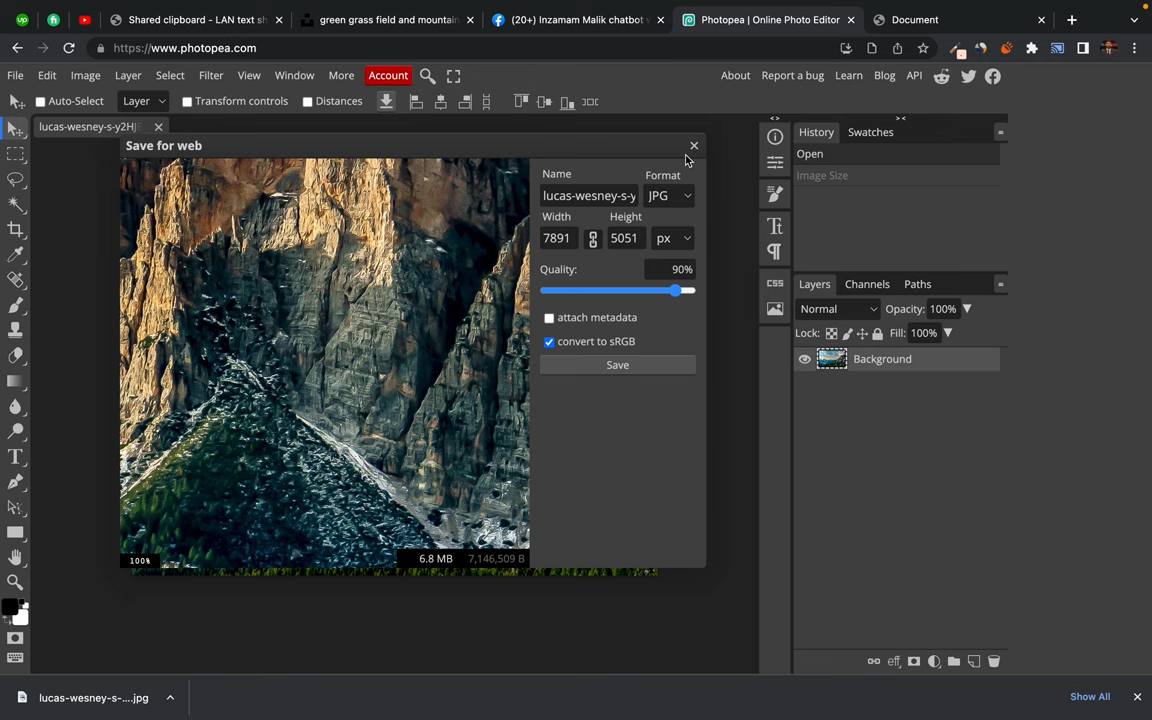 Shared clipboard - LAN text sh
green grass field and mountain
(20+) Inzamam Malik chatbot
Photopea | Online Photo Editor
Document
https://www.photopea.com
File Edit Image Layer Select Filter View Window More Account
About Report a bug Learn Blog API
Auto-Select Layer Transform controls Distances
lucas-wesney-s-y2HJ
Save for web
Name
Format
lucas-wesney-s-y
JPG
Width
Height
7891
5051
px
Quality:
90%
attach metadata
convert to sRGB
Save
100%
6.8 MB 7,146,509 B
History Swatches
Open
Image Size
CSS
Layers Channels Paths
Normal
Opacity: 100%
Lock:
Fill: 100%
Background
lucas-wesney-s-....jpg
Show All